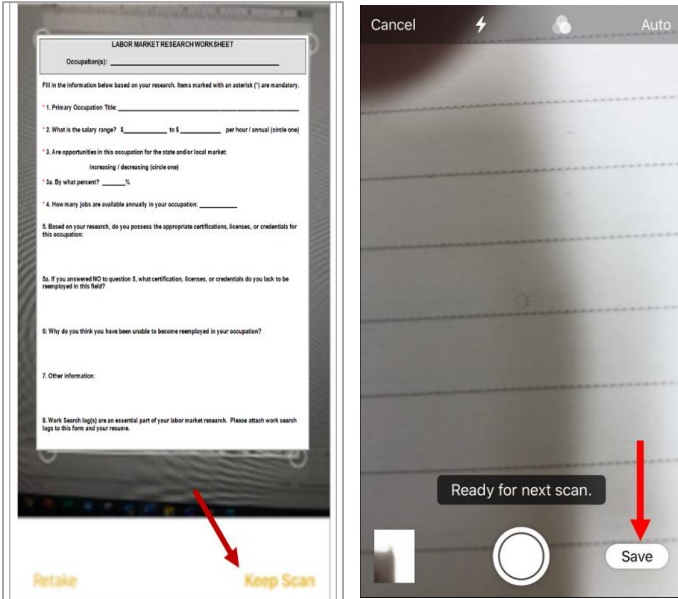 LABOR MARKET RESEARCH WORKSHEET
Occupation(s):
Fill in the information below based on your research. Items marked with an asterisk (*) are mandatory.
* 1. Primary Occupation Title:
* 2. What is the salary range? $__________ to $__________ per hour / annual (circle one)
* 3. Are opportunities in this occupation for the state and/or local market:
increasing / decreasing (circle one)
* 3a. By what percent? ______%
* 4. How many jobs are available annually in your occupation:
5. Based on your research, do you possess the appropriate certifications, licenses, or credentials for
this occupation:
5a. If you answered NO to question 5, what certification, licenses, or credentials do you lack to be
reemployed in this field?
6: Why do you think you have been unable to become reemployed in your occupation?
7. Other information:
8. Work Search log(s) are an essential part of your labor market research. Please attach work search
logs to this form and your resume.
Retake
Keep Scan
Cancel
Auto
Ready for next scan.
Save